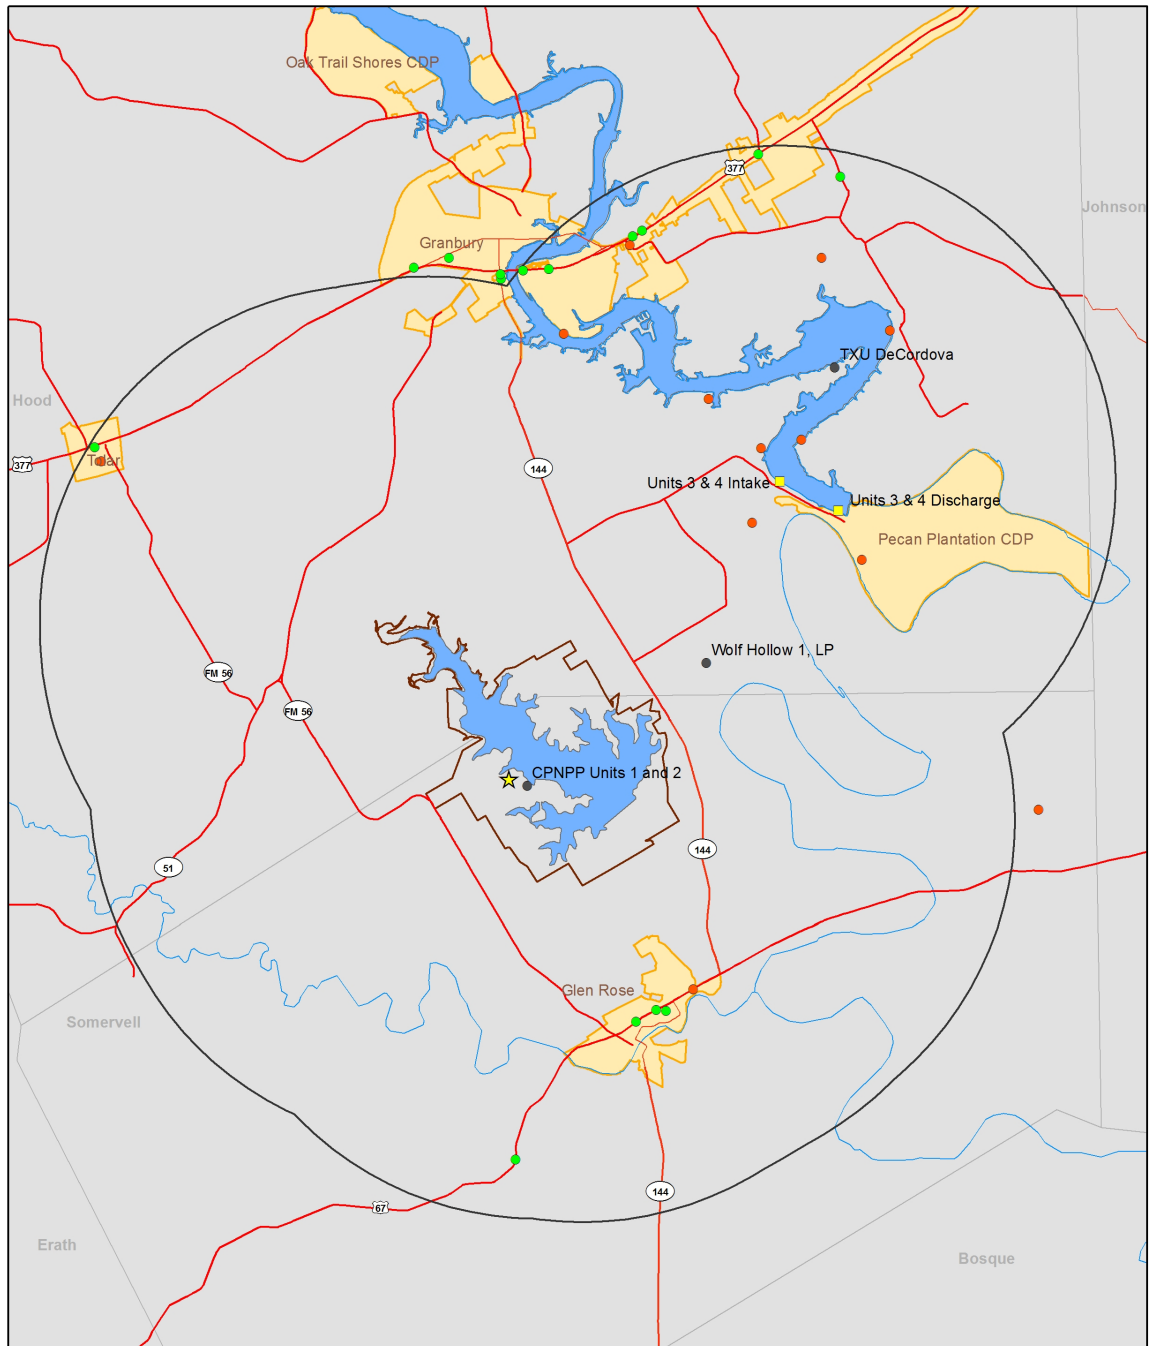 Oak Trail Shores CDP
377
Johnson
Granbury
TXU DeCordova
Hood
Tolar
377
144
Units 3 & 4 Intake
Units 3 & 4 Discharge
Pecan Plantation CDP
Wolf Hollow 1, LP
FM 56
FM 56
CPNPP Units 1 and 2
144
51
Glen Rose
Somervell
144
67
Erath
Bosque